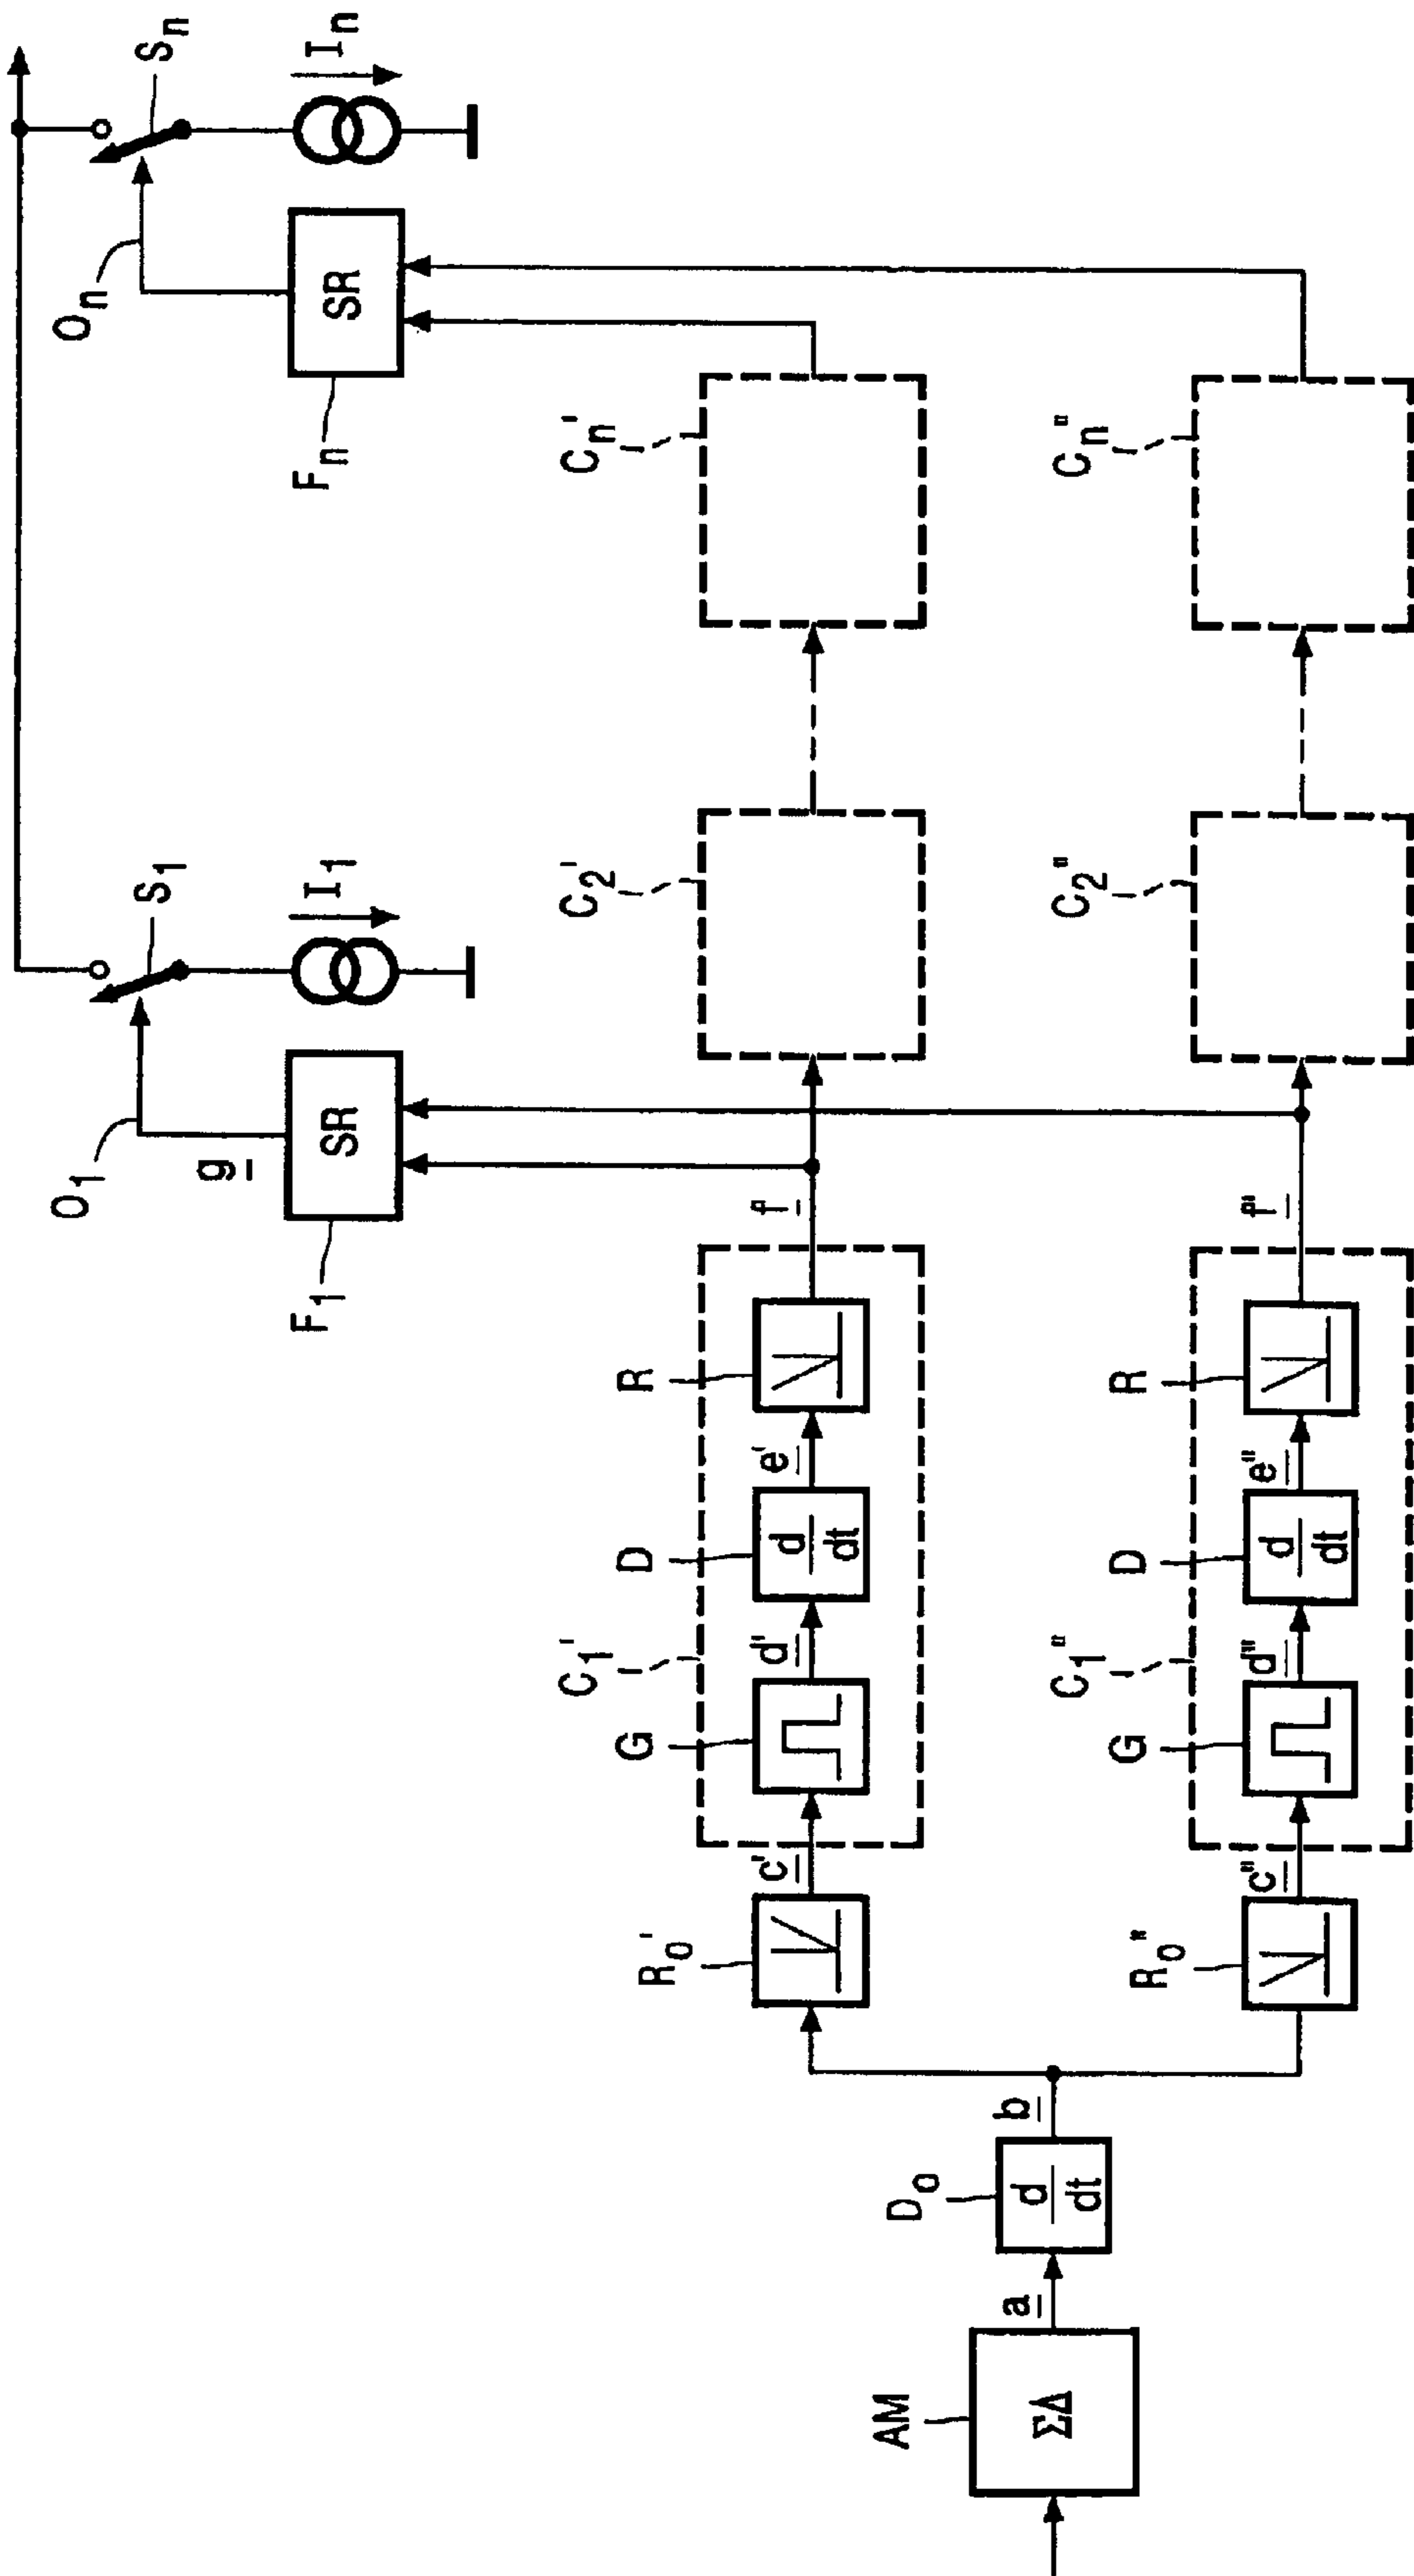 AM
ΣΔ
a
D₀
d
dt
b
R₀'
c'
C₁'
G
d'
D
d
dt
e'
R
f'
F₁
SR
g
O₁
S₁
I₁
C₂'
Cₙ'
Fₙ
SR
Oₙ
Sₙ
Iₙ
R₀"
c"
C₁"
G
d"
D
d
dt
e"
R
f"
C₂"
Cₙ"